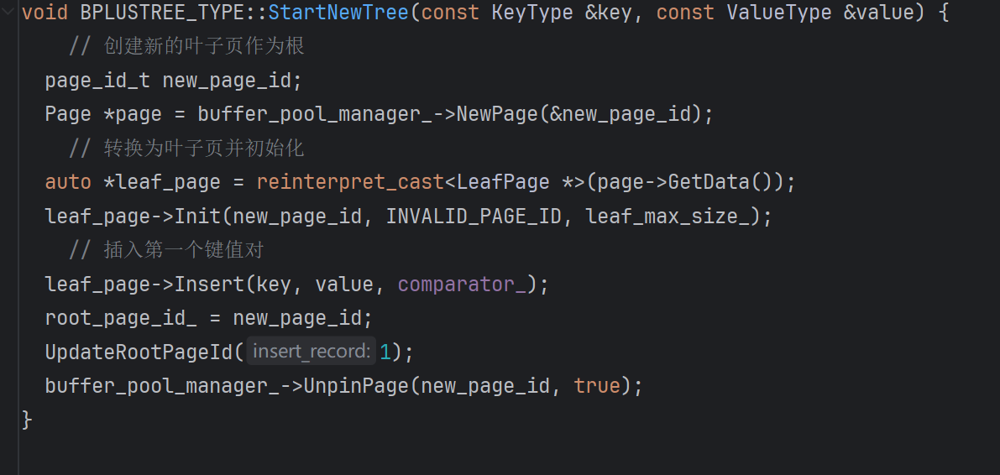 void BPLUSTREE_TYPE::StartNewTree(const KeyType &key, const ValueType &value) {
    // 创建新的叶子页作为根
  page_id_t new_page_id;
  Page *page = buffer_pool_manager_->NewPage(&new_page_id);
    // 转换为叶子页并初始化
  auto *leaf_page = reinterpret_cast<LeafPage *>(page->GetData());
  leaf_page->Init(new_page_id, INVALID_PAGE_ID, leaf_max_size_);
    // 插入第一个键值对
  leaf_page->Insert(key, value, comparator_);
  root_page_id_ = new_page_id;
  UpdateRootPageId(insert_record: 1);
  buffer_pool_manager_->UnpinPage(new_page_id, true);
}